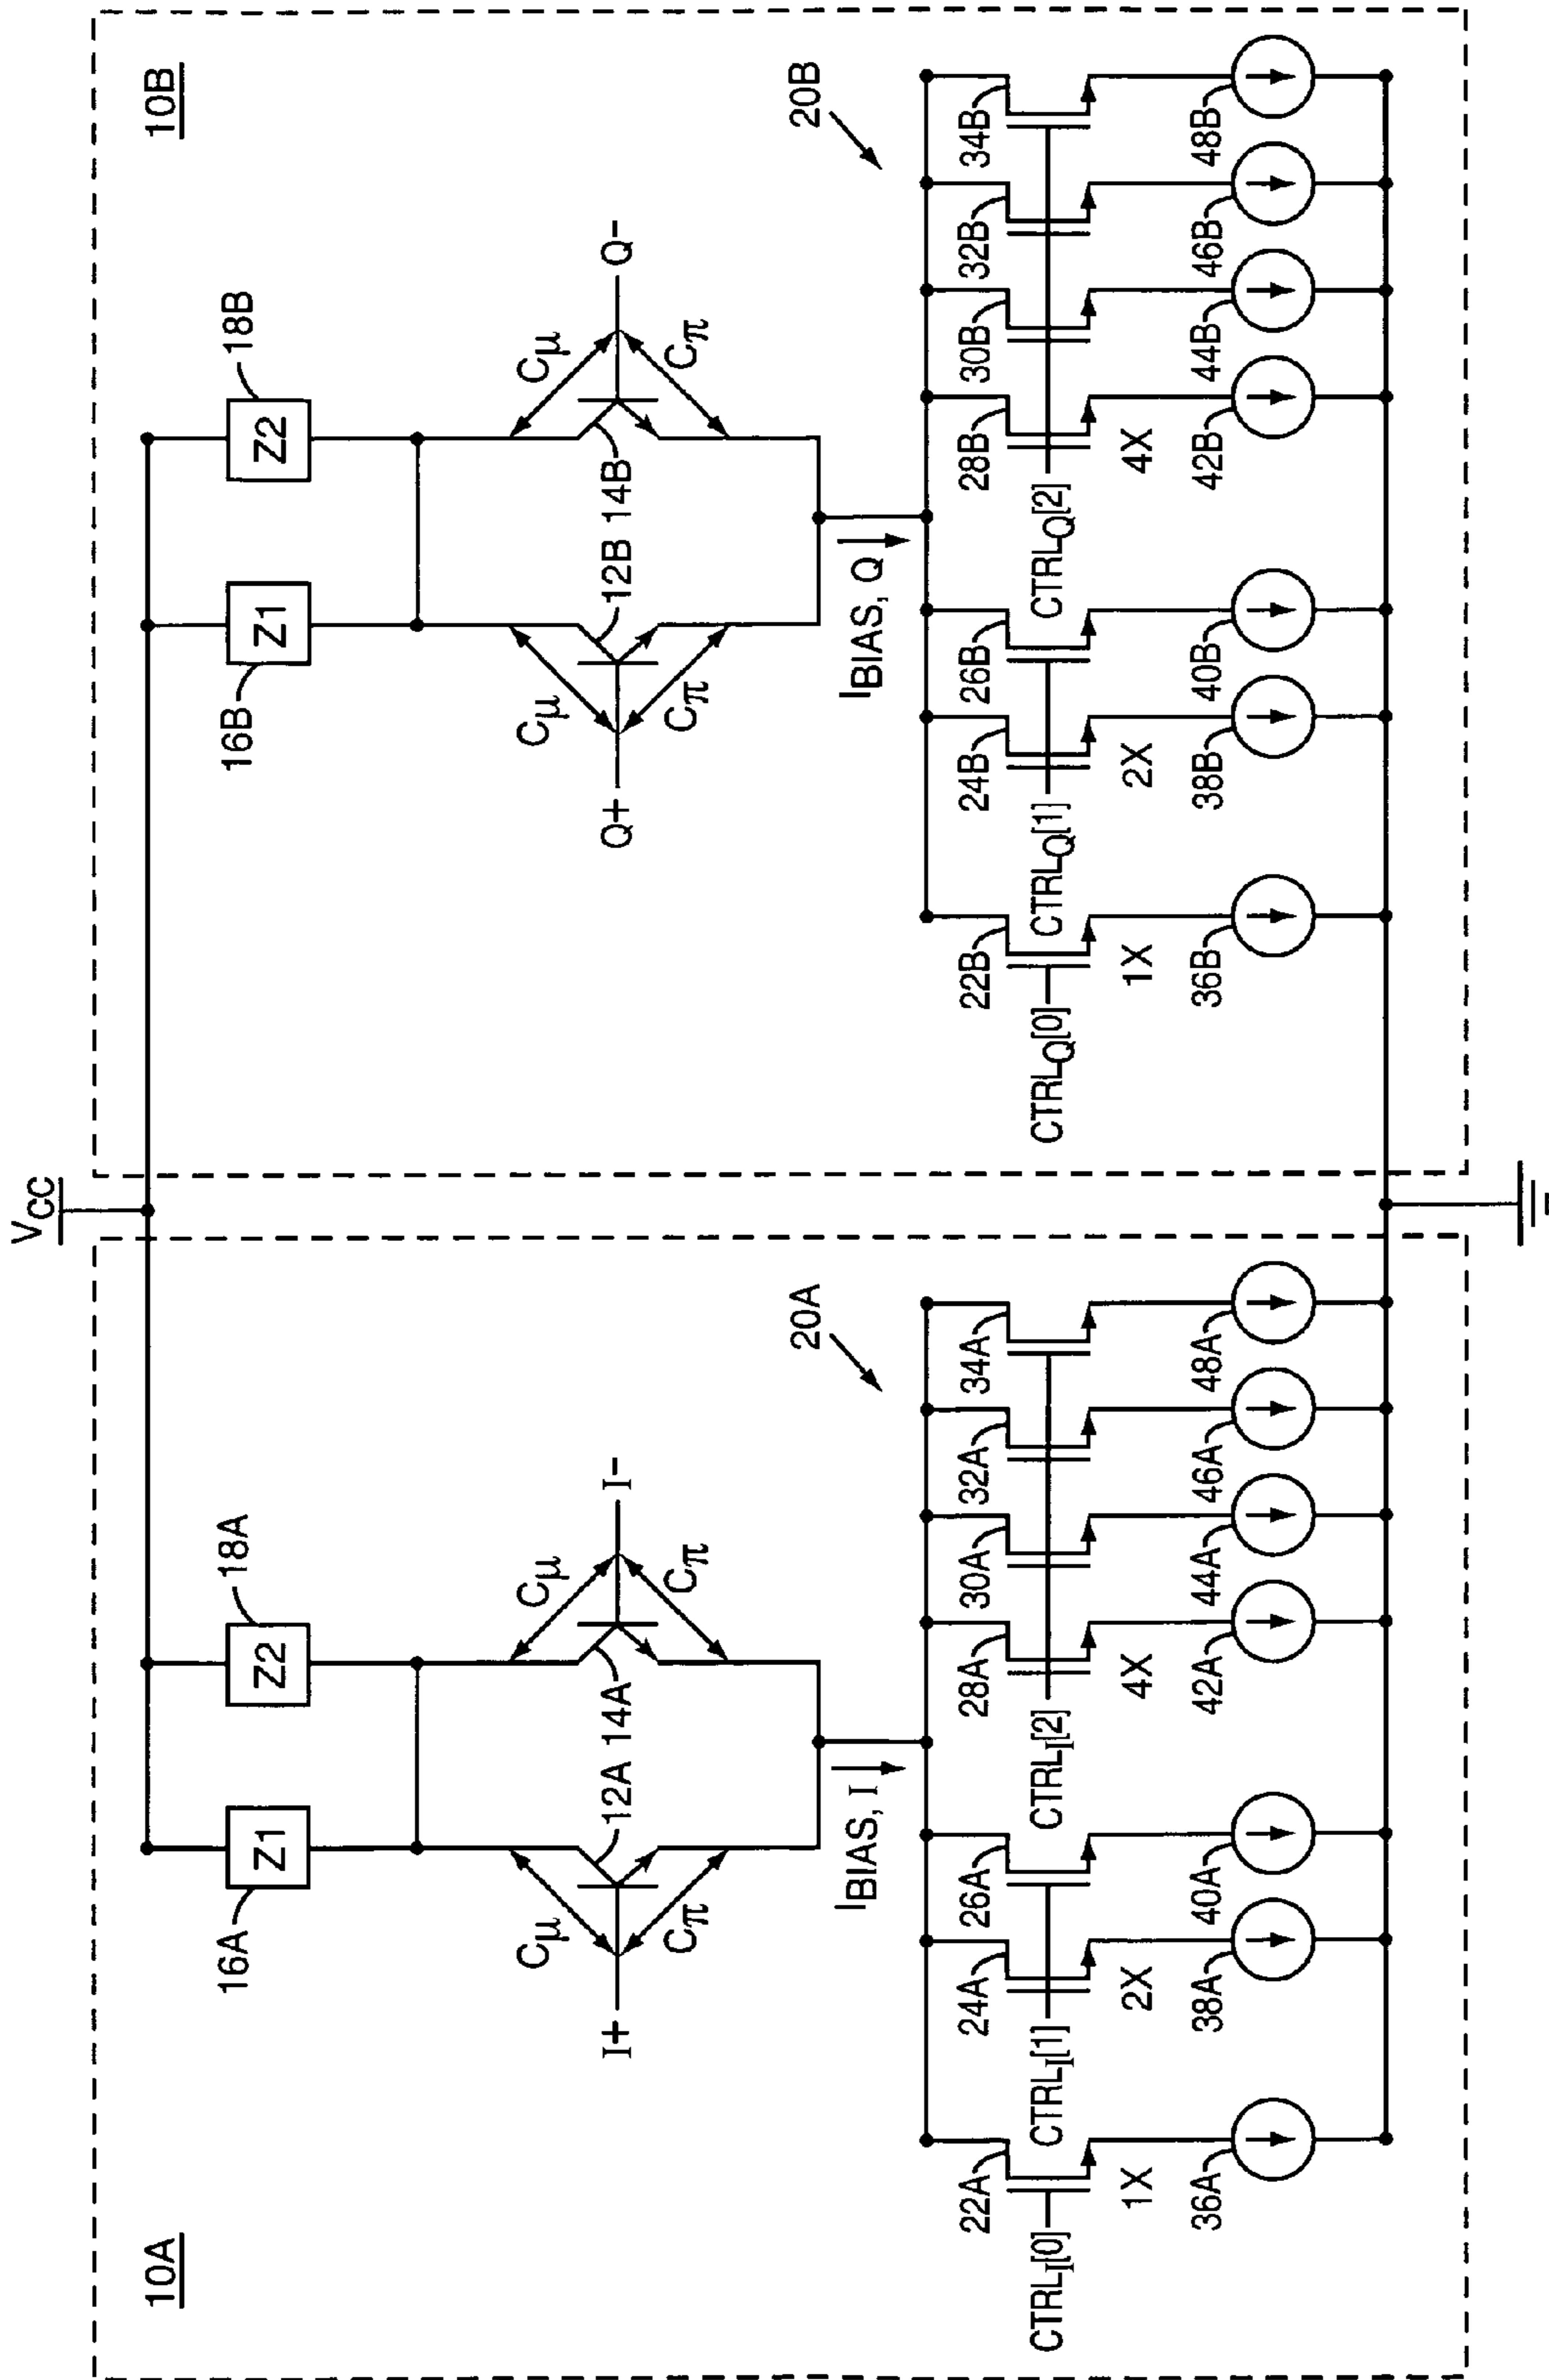 10A
VCC
10B
16A
Z1
Z2
18A
16B
Z1
Z2
18B
Cμ
Cμ
Cμ
Cμ
I+
12A
14A
I-
Q+
12B
14B
Q-
Cπ
Cπ
Cπ
Cπ
IBIAS, I
20A
IBIAS, Q
20B
22A
24A
26A
28A
30A
32A
34A
22B
24B
26B
28B
30B
32B
34B
CTRLI[0]
CTRLI[1]
CTRLI[2]
CTRLQ[0]
CTRLQ[1]
CTRLQ[2]
1X
2X
4X
1X
2X
4X
36A
38A
40A
42A
44A
46A
48A
36B
38B
40B
42B
44B
46B
48B